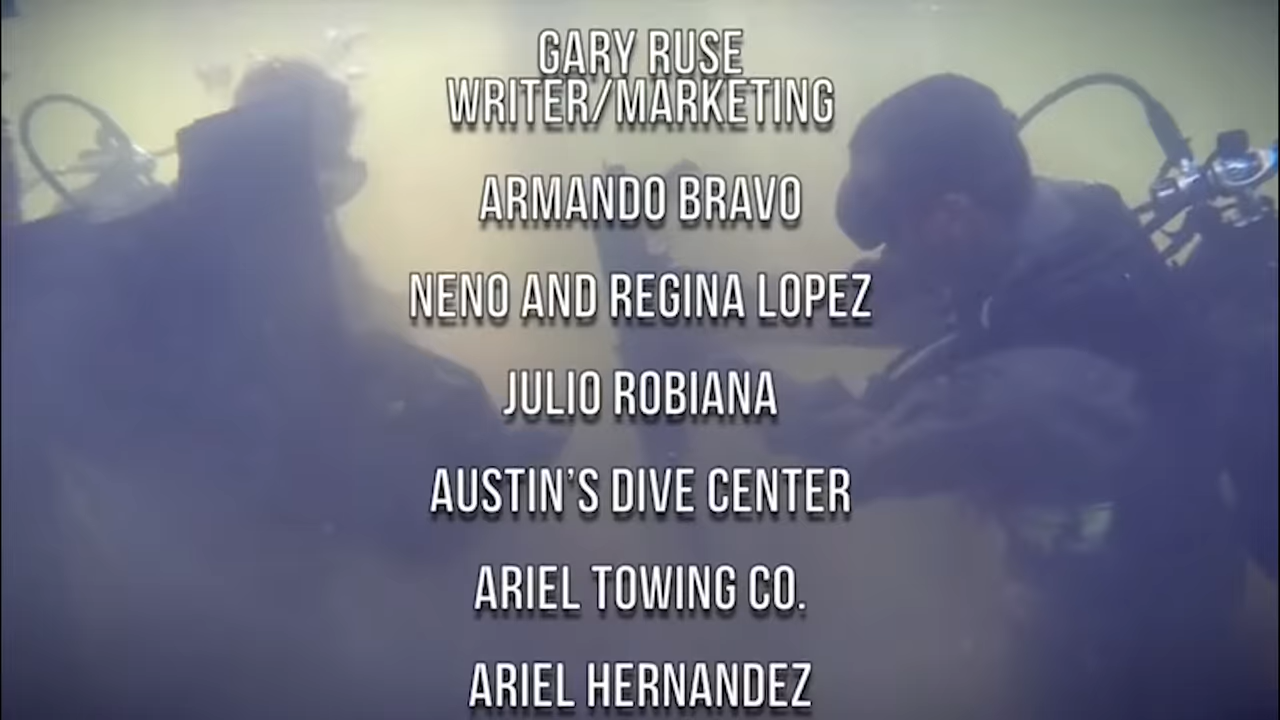 GARY RUSE
WRITER/MARKETING
ARMANDO BRAVO
NENO AND REGINA LOPEZ
JULIO ROBIANA
AUSTIN'S DIVE CENTER
ARIEL TOWING CO.
ARIEL HERNANDEZ